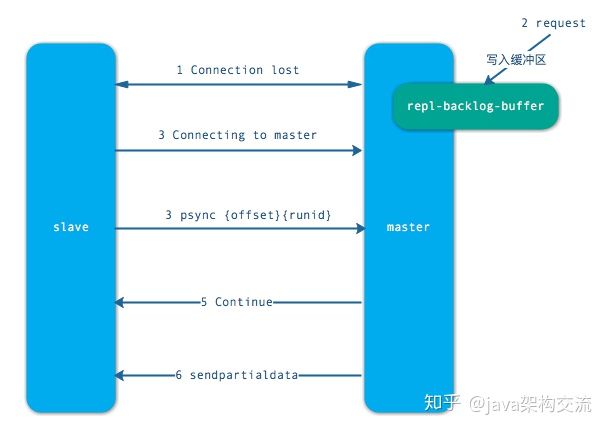 2 request
写入缓冲区
1 Connection lost
repl-backlog-buffer
3 Connecting to master
3 psync {offset}{runid}
slave
master
5 Continue
6 sendpartialdata
知乎 @java架构交流